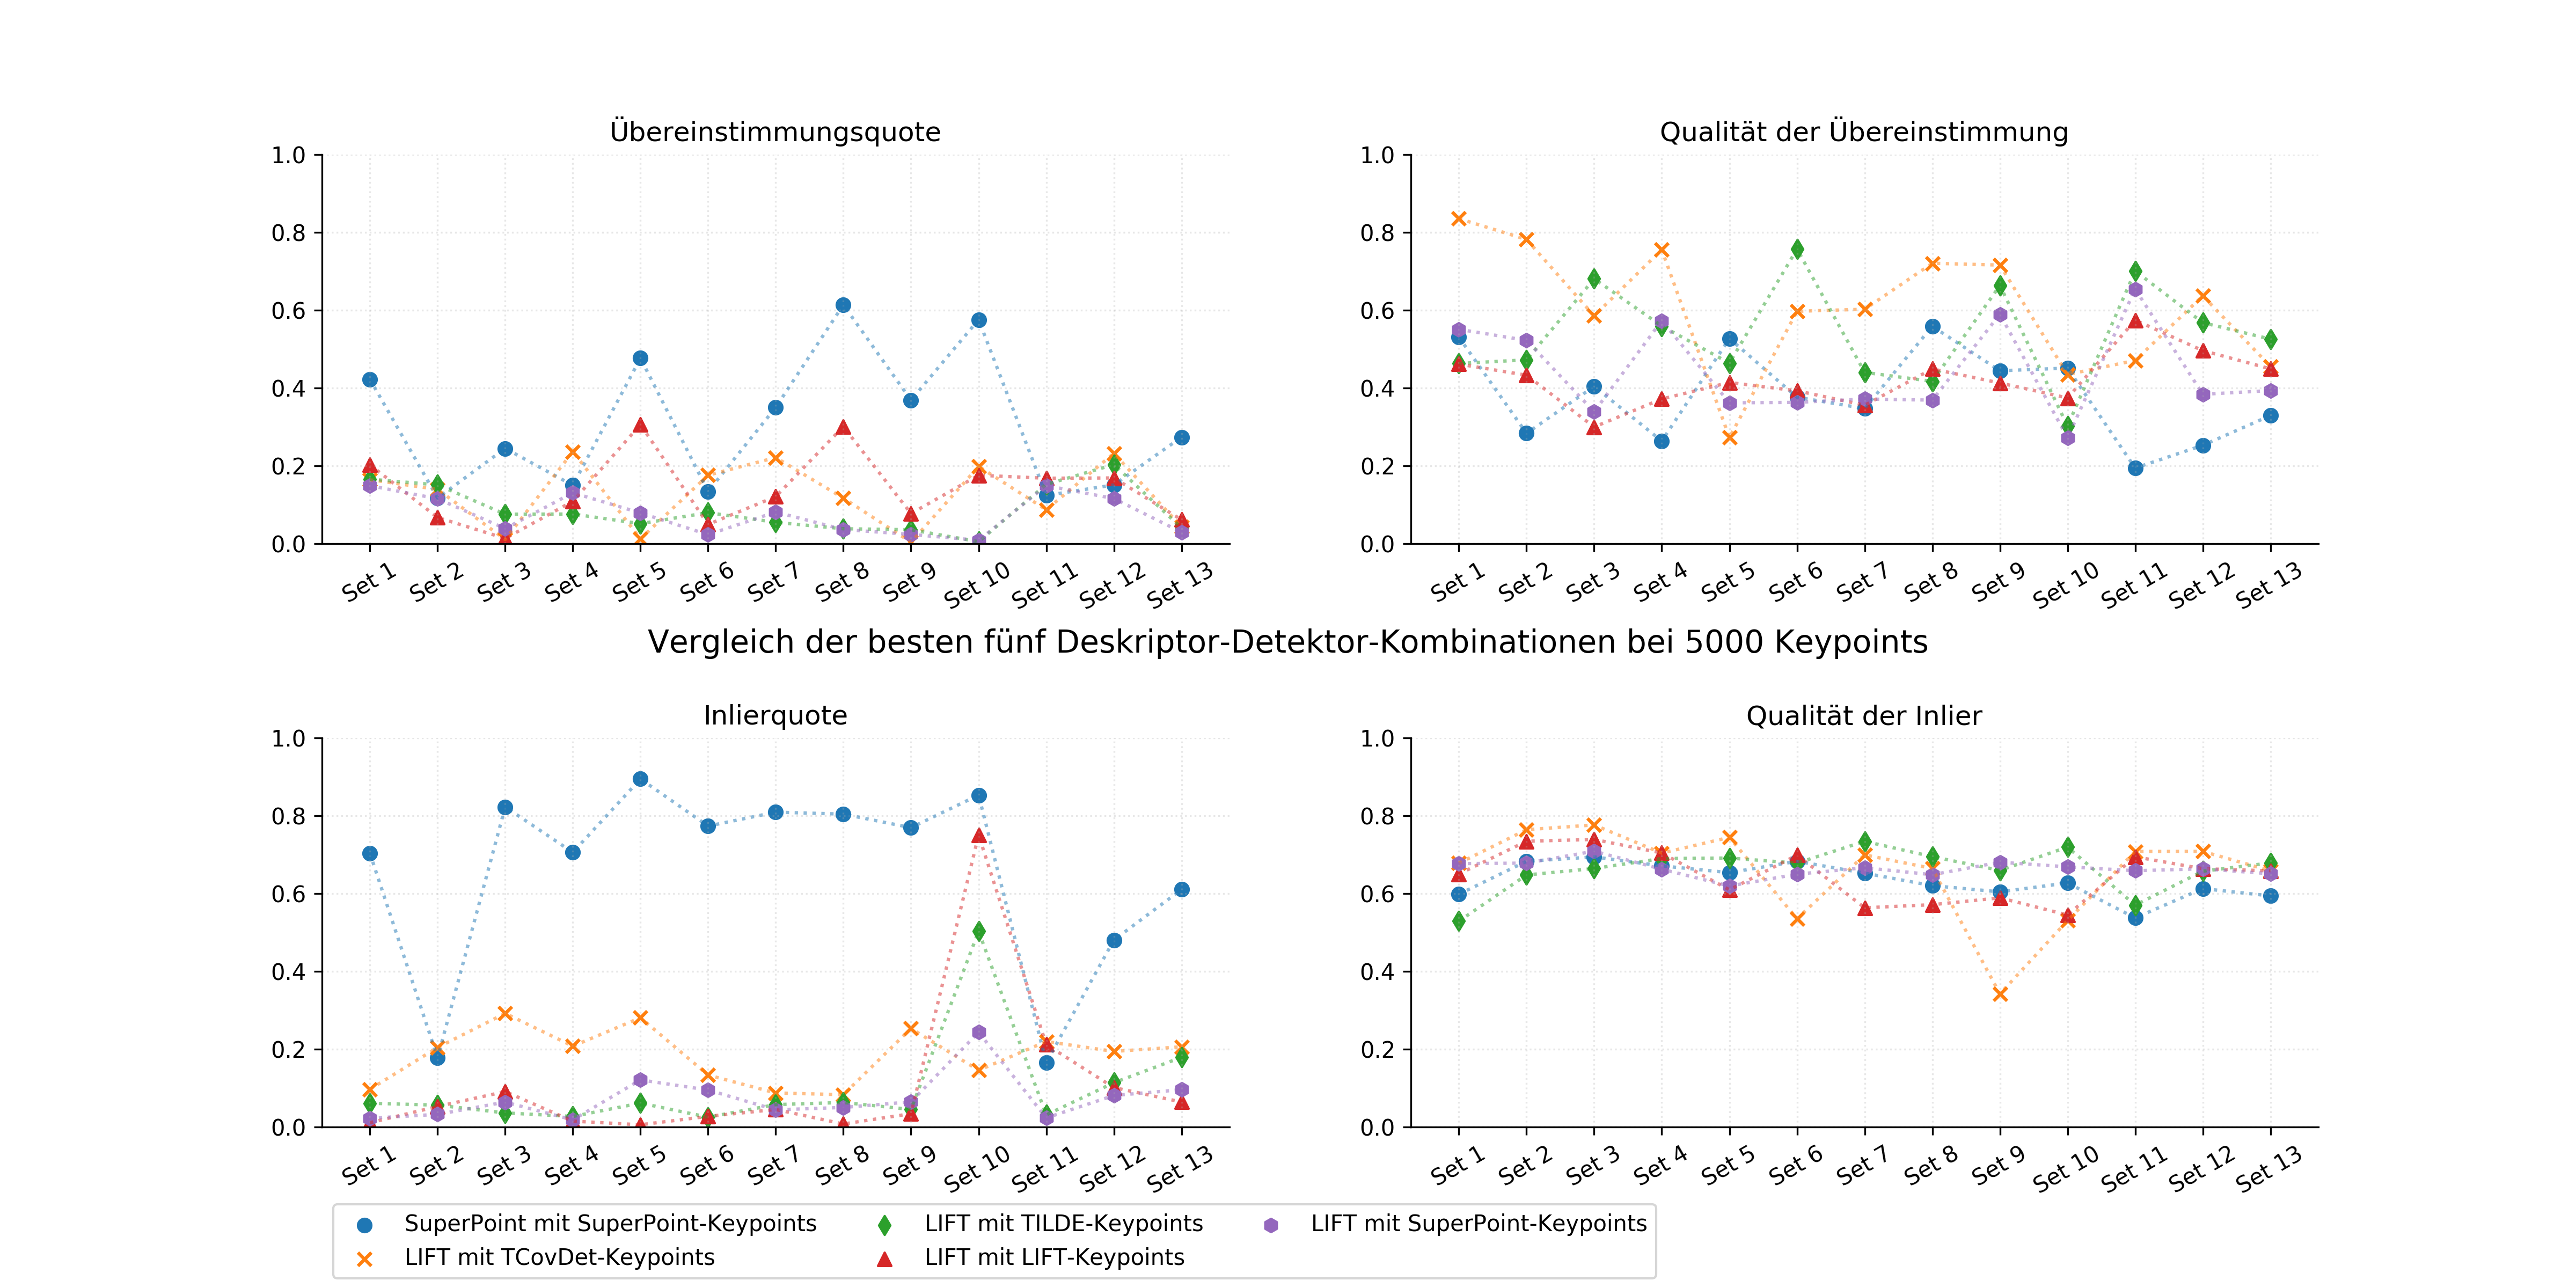 Übereinstimmungsquote
1.0
0.8
0.6
0.4
0.2
0.0
Set 1 Set 2 Set 3 Set 4 Set 5 Set 6 Set 7 Set 8 Set 9 Set 10 Set 11 Set 12 Set 13
Qualität der Übereinstimmung
1.0
0.8
0.6
0.4
0.2
0.0
Set 1 Set 2 Set 3 Set 4 Set 5 Set 6 Set 7 Set 8 Set 9 Set 10 Set 11 Set 12 Set 13
Vergleich der besten fünf Deskriptor-Detektor-Kombinationen bei 5000 Keypoints
Inlierquote
1.0
0.8
0.6
0.4
0.2
0.0
Set 1 Set 2 Set 3 Set 4 Set 5 Set 6 Set 7 Set 8 Set 9 Set 10 Set 11 Set 12 Set 13
Qualität der Inlier
1.0
0.8
0.6
0.4
0.2
0.0
Set 1 Set 2 Set 3 Set 4 Set 5 Set 6 Set 7 Set 8 Set 9 Set 10 Set 11 Set 12 Set 13
SuperPoint mit SuperPoint-Keypoints
LIFT mit TCovDet-Keypoints
LIFT mit TILDE-Keypoints
LIFT mit LIFT-Keypoints
LIFT mit SuperPoint-Keypoints